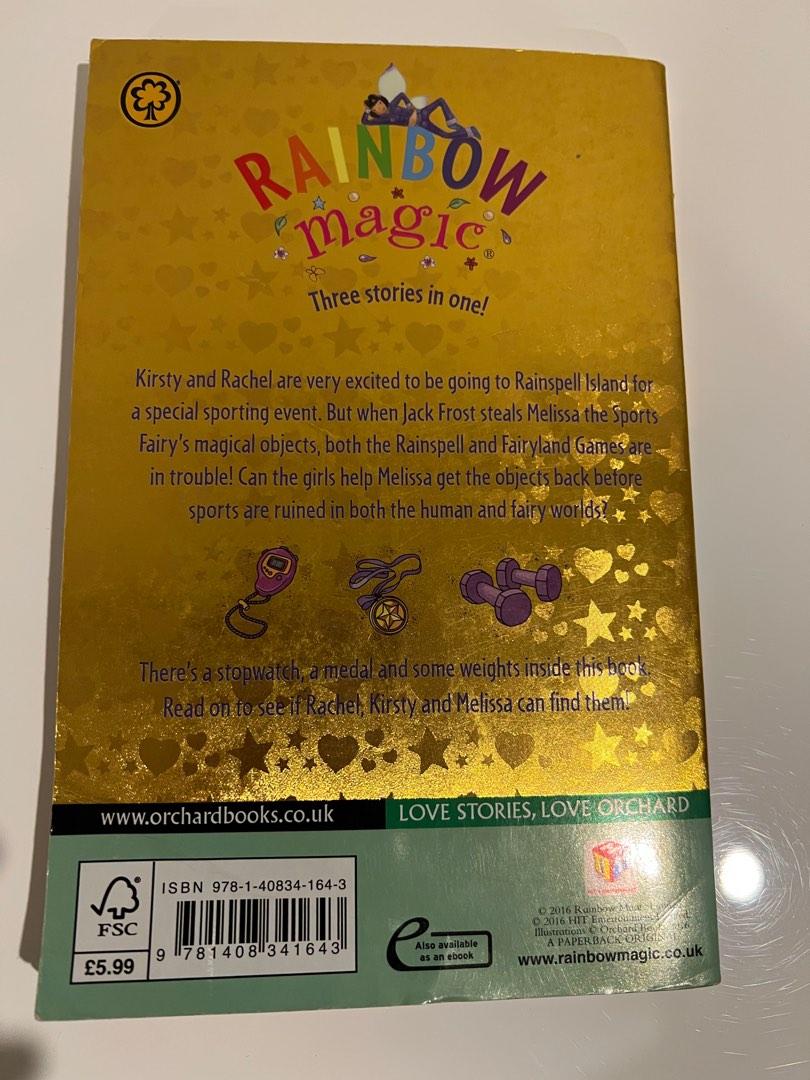 RAINBOW
magic®
Three stories in one!
Kirsty and Rachel are very excited to be going to Rainspell Island for
a special sporting event. But when Jack Frost steals Melissa the Sports
Fairy's magical objects, both the Rainspell and Fairyland Games are
in trouble! Can the girls help Melissa get the objects back before
sports are ruined in both the human and fairy worlds?
There's a stopwatch, a medal and some weights inside this book.
Read on to see if Rachel, Kirsty and Melissa can find them!
www.orchardbooks.co.uk
LOVE STORIES, LOVE ORCHARD
FSC
£5.99
ISBN 978-1-40834-164-3
9 781408 341643
e Also available
as an ebook
© 2016 Rainbow
© 2016 HIT Entertainment
Illustrations © Orchard
A PAPERBACK ORIGINAL
www.rainbowmagic.co.uk